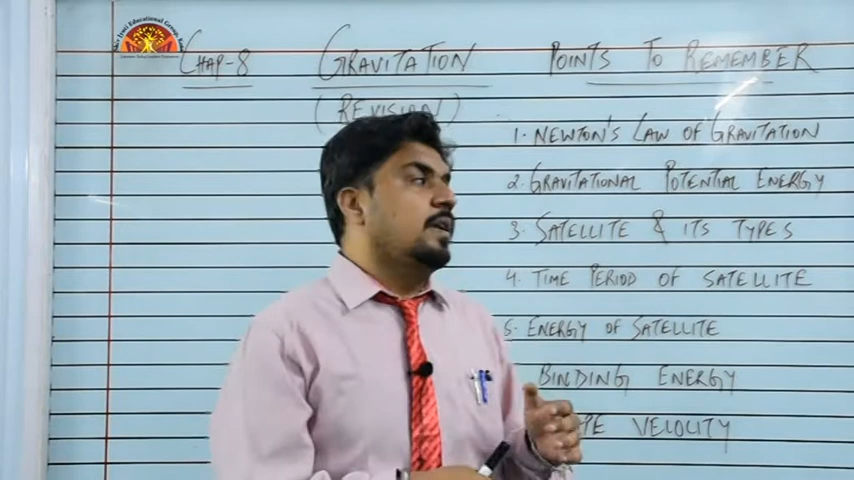 CHAP-8 GRAVITATION POINTS TO REMEMBER
(REVISION)
1. NEWTON'S LAW OF GRAVITATION
2. GRAVITATIONAL POTENTIAL ENERGY
3. SATELLITE & ITS TYPES
4. TIME PERIOD OF SATELLITE
5. ENERGY OF SATELLITE
BINDING ENERGY
VELOCITY